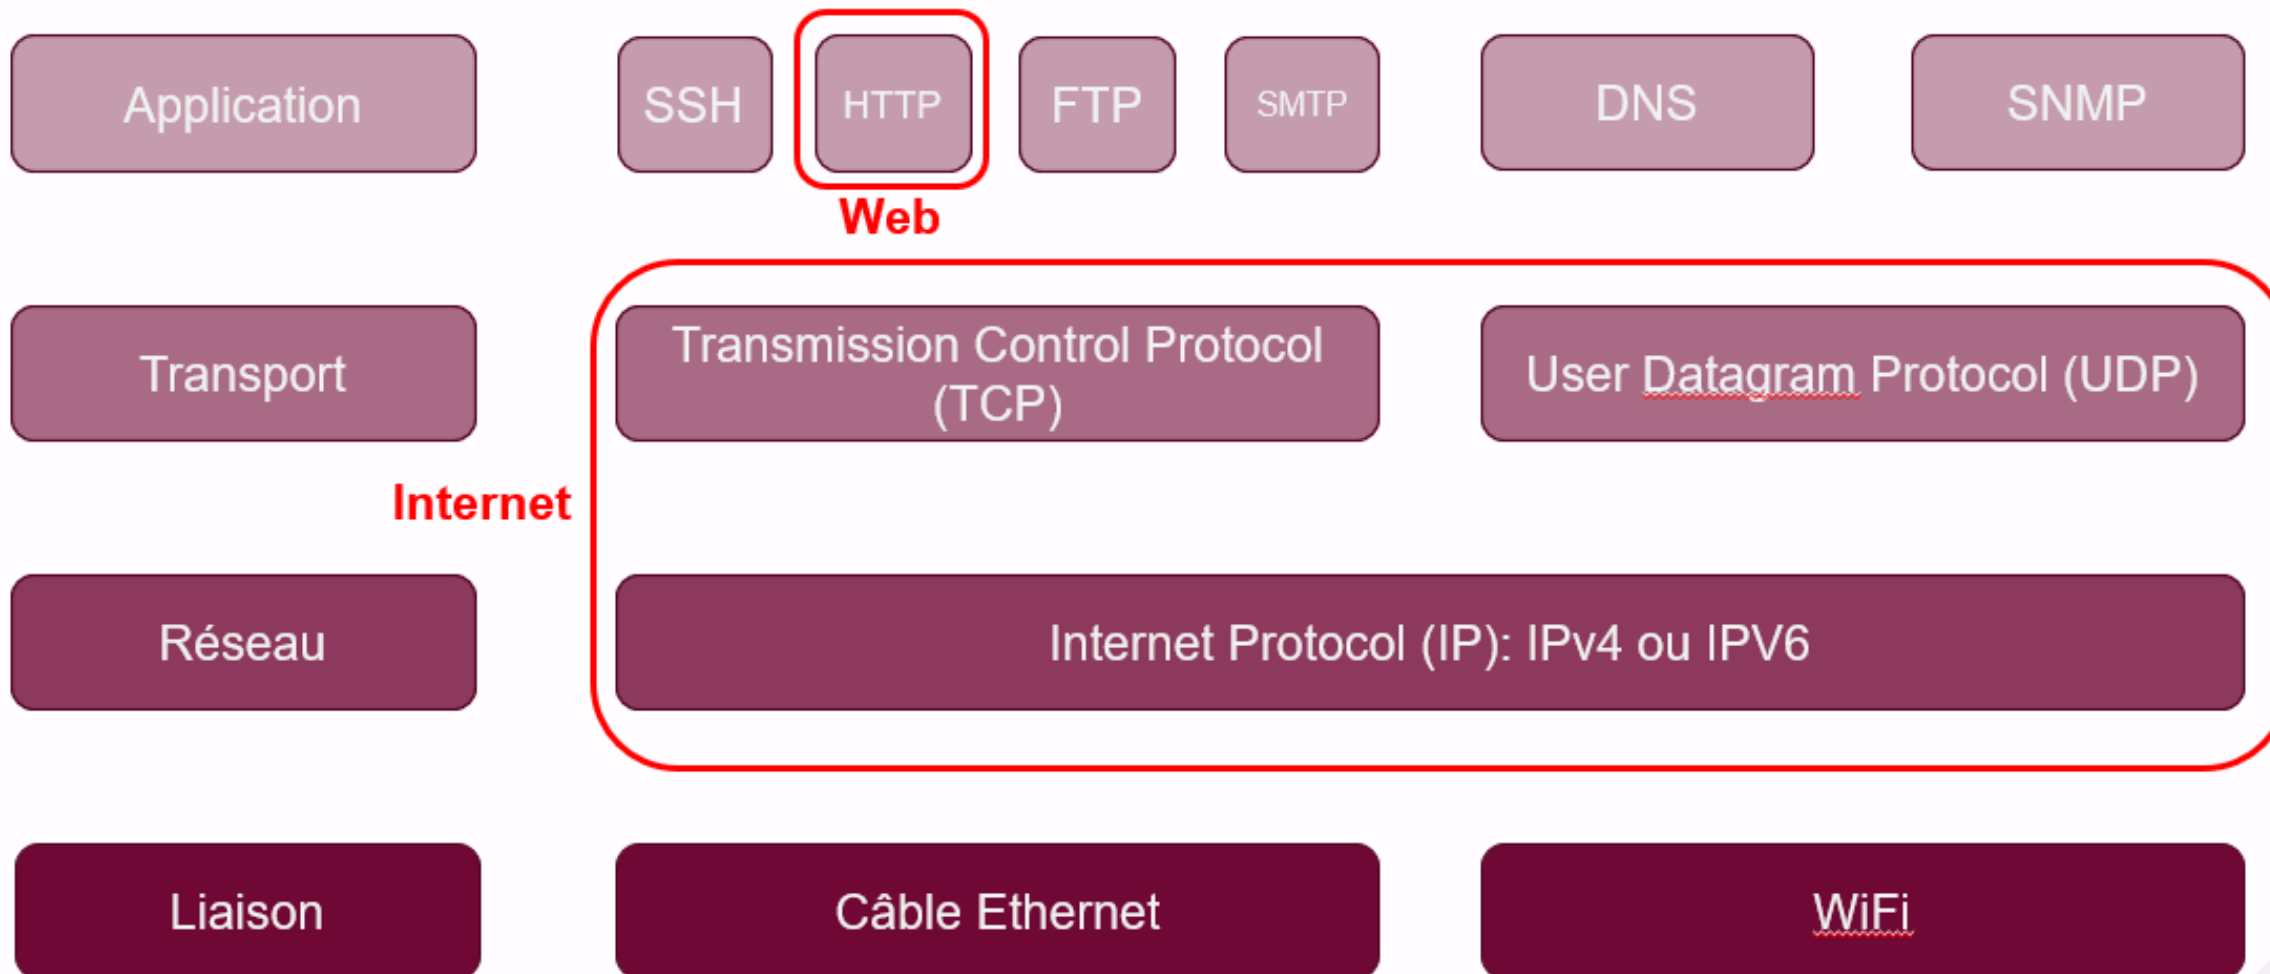 Application
SSH
HTTP
FTP
SMTP
DNS
SNMP
Web
Transport
Transmission Control Protocol
(TCP)
User Datagram Protocol (UDP)
Internet
Réseau
Internet Protocol (IP): IPv4 ou IPV6
Liaison
Câble Ethernet
WiFi